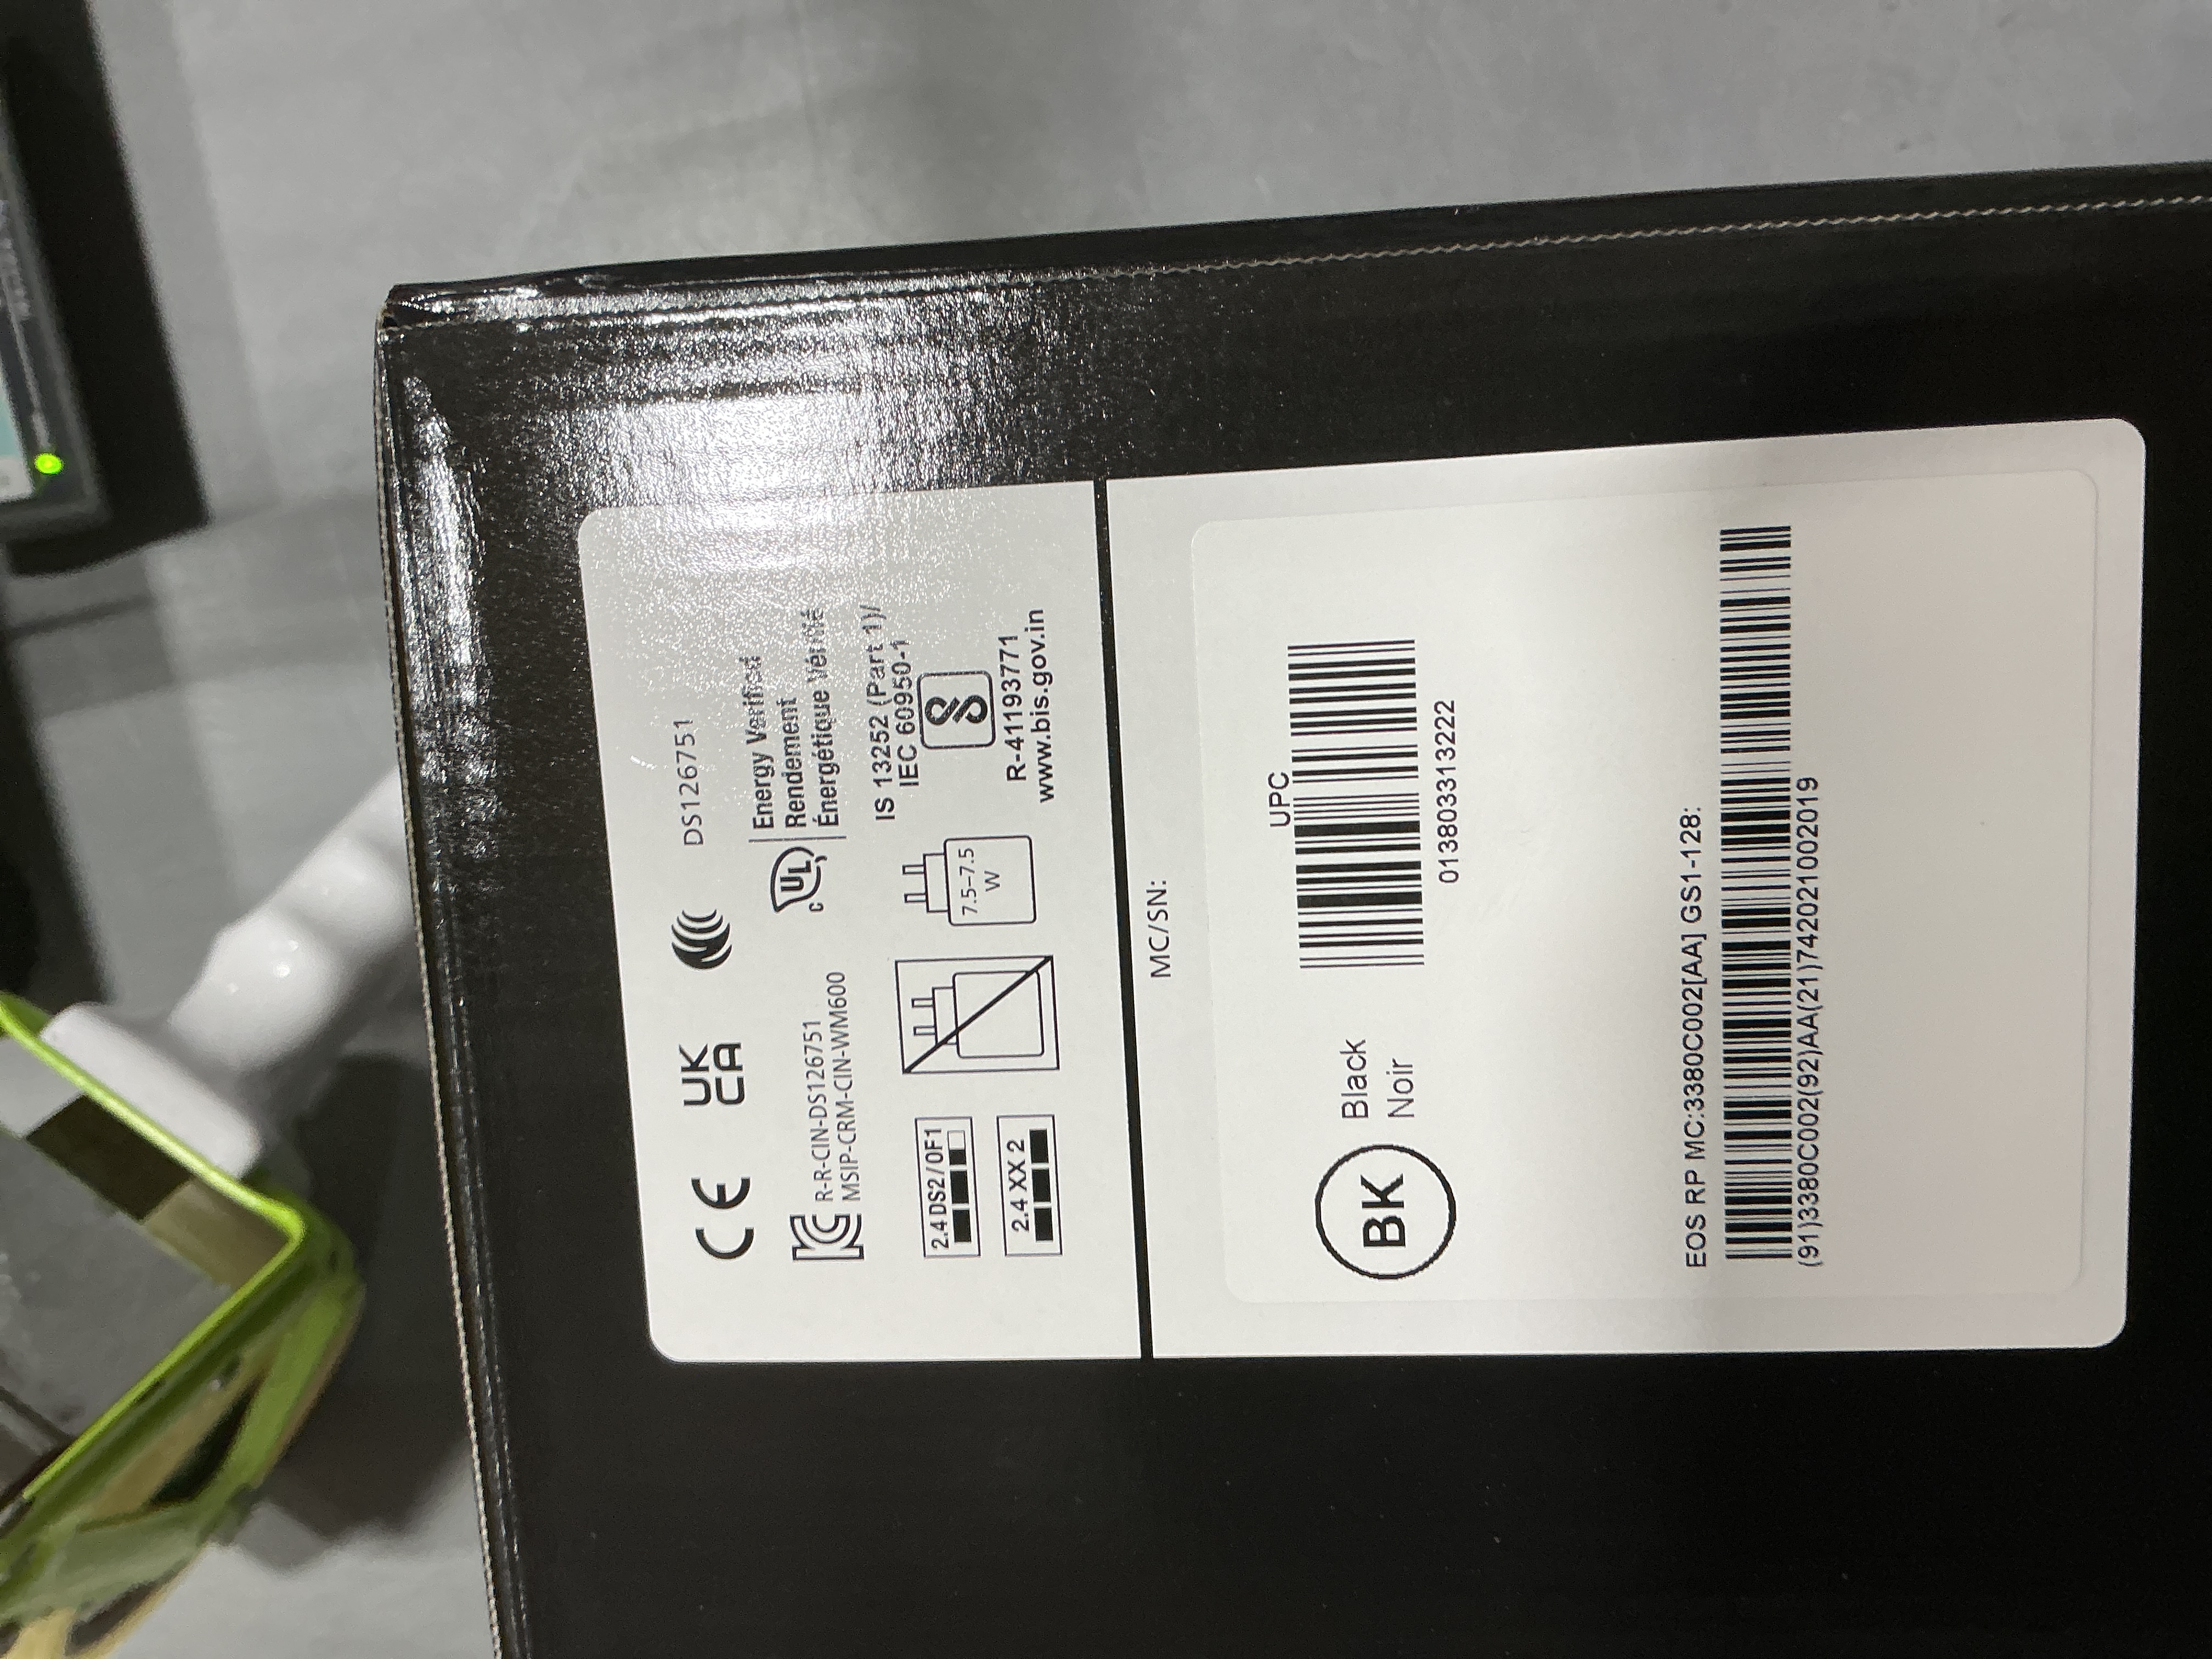 CE
UK
CA
DS126751
R-R-CIN-DS126751
MSIP-CRM-CIN-WM600
c UL
Energy Verified
Rendement
Énergétique Vérifié
2.4 DS2/0F1
2.4 XX 2
7.5–7.5
W
IS 13252 (Part 1)/
IEC 60950-1
R-41193771
www.bis.gov.in
MC/SN:
BK
Black
Noir
UPC
013803313222
EOS RP MC:3380C002[AA] GS1-128:
(91)3380C002(92)AA(21)742021002019